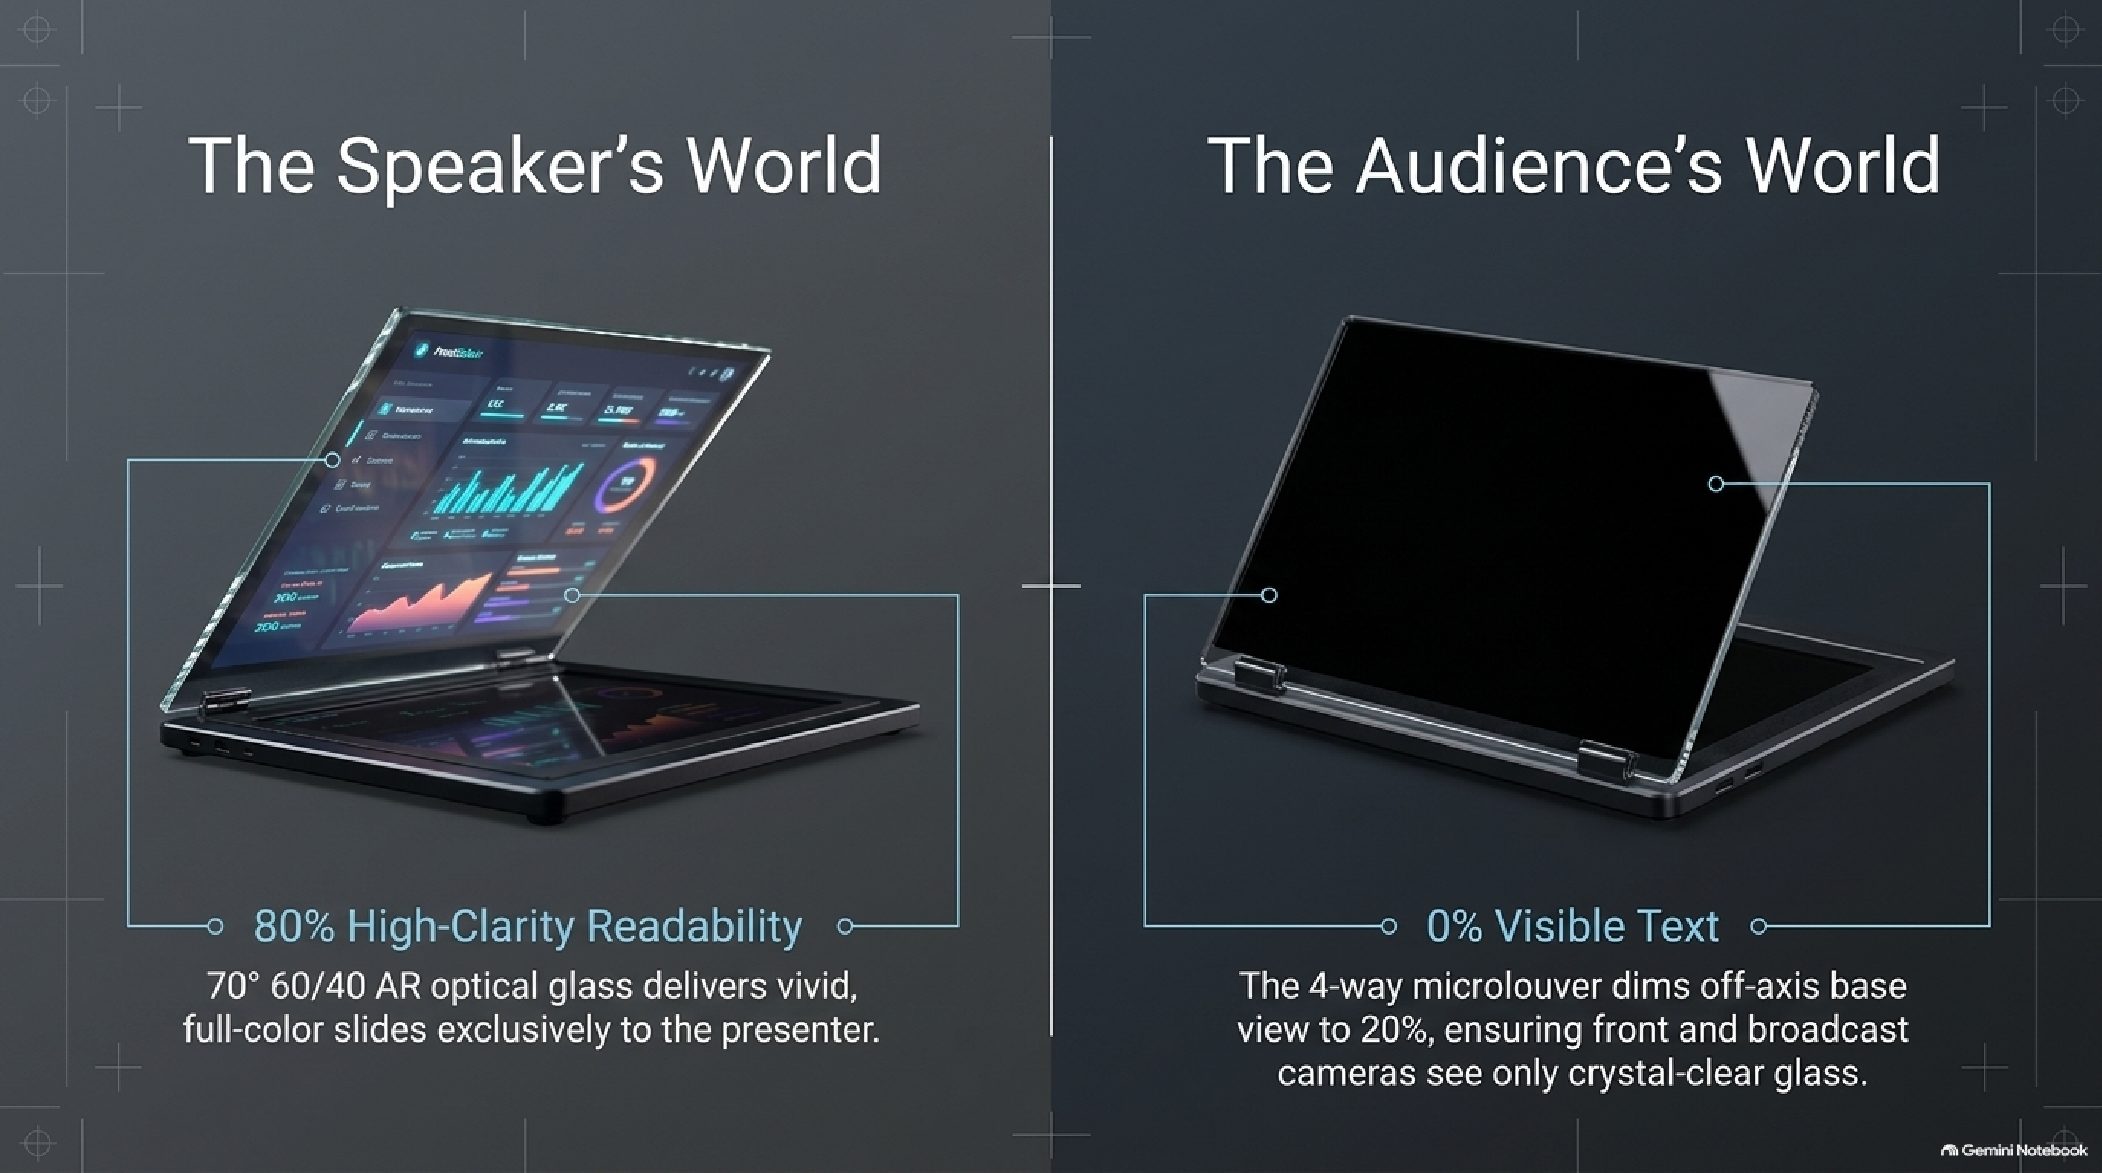 The Speaker's World
80% High-Clarity Readability
70° 60/40 AR optical glass delivers vivid,
full-color slides exclusively to the presenter.
The Audience's World
0% Visible Text
The 4-way microlouver dims off-axis base
view to 20%, ensuring front and broadcast
cameras see only crystal-clear glass.
Gemini Notebook